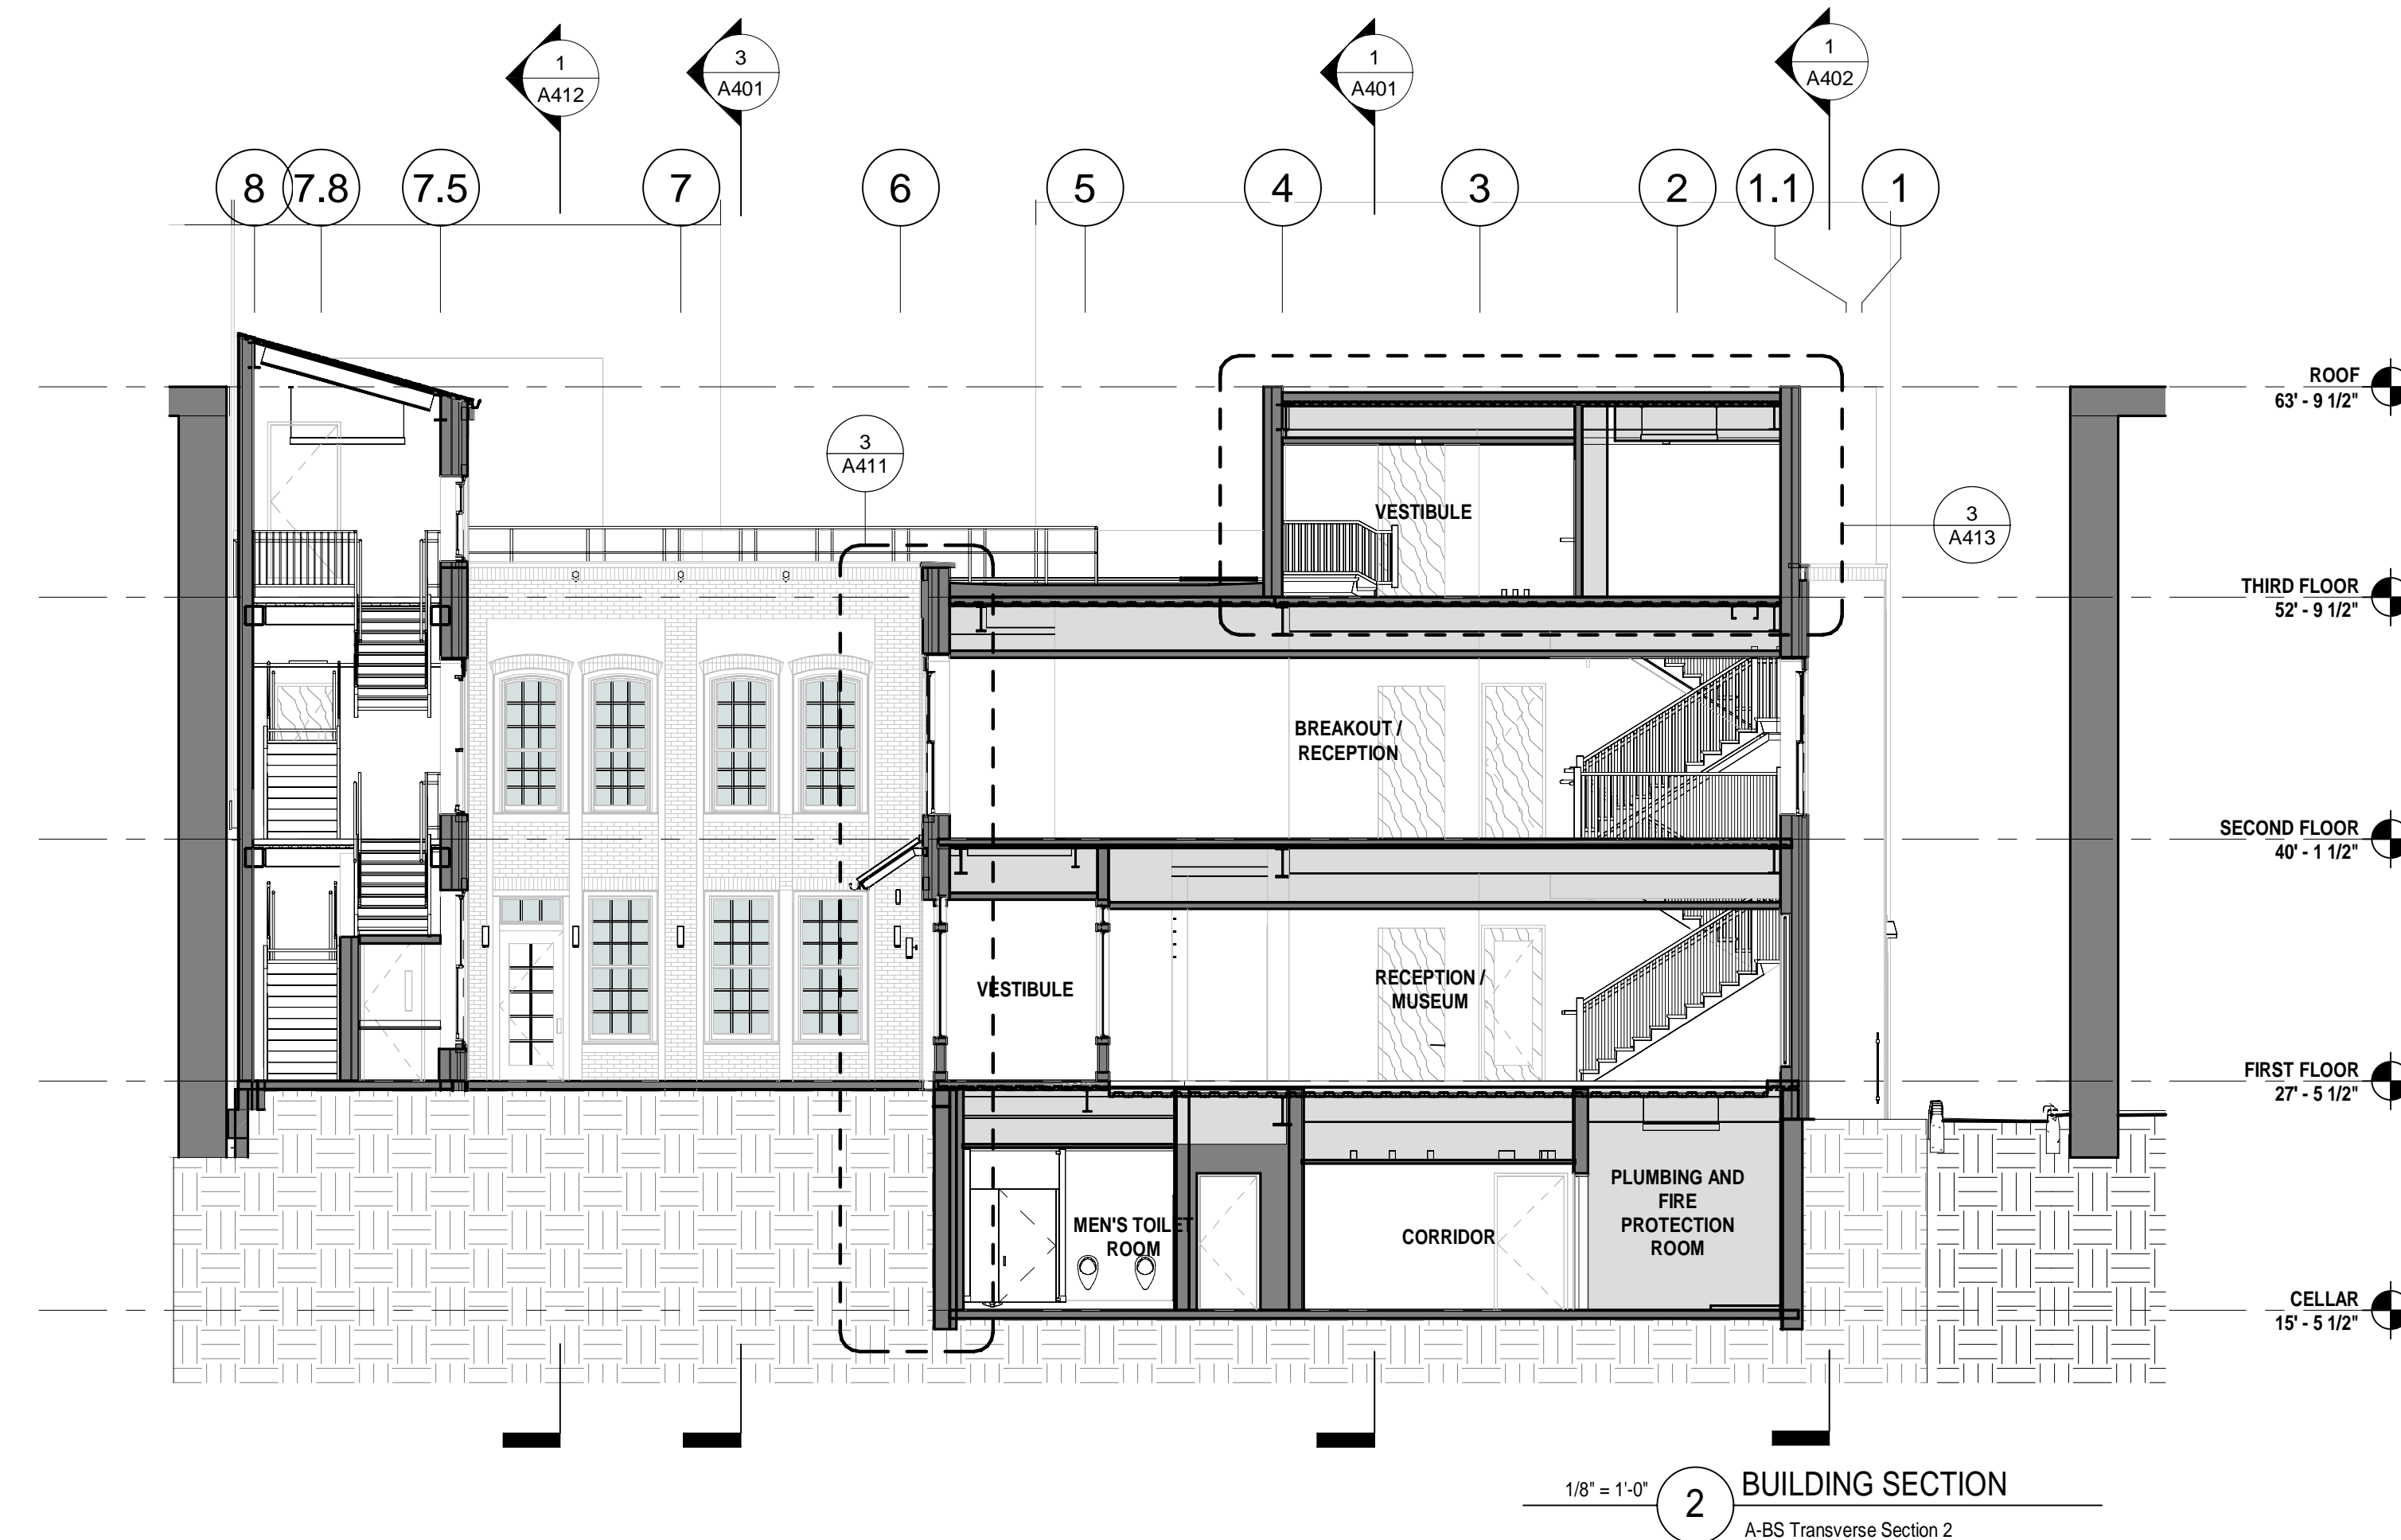 1
A412
3
A401
1
A401
1
A402
8
7.8
7.5
7
6
5
4
3
2
1.1
1
ROOF
63' - 9 1/2"
3
A411
VESTIBULE
3
A413
THIRD FLOOR
52' - 9 1/2"
BREAKOUT /
RECEPTION
SECOND FLOOR
40' - 1 1/2"
VESTIBULE
RECEPTION /
MUSEUM
FIRST FLOOR
27' - 5 1/2"
MEN'S TOILET
ROOM
CORRIDOR
PLUMBING AND
FIRE
PROTECTION
ROOM
CELLAR
15' - 5 1/2"
1/8" = 1'-0"
2
BUILDING SECTION
A-BS Transverse Section 2